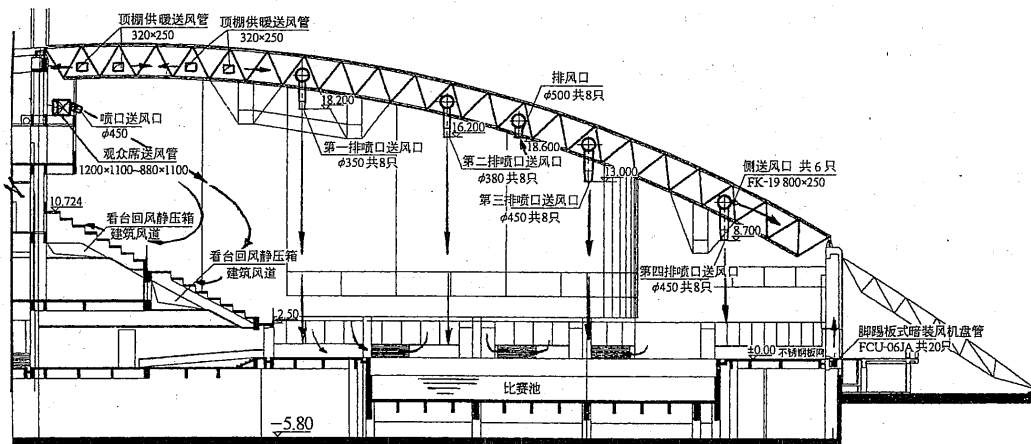 顶棚供暖送风管
320×250
顶棚供暖送风管
320×250
排风口
φ500 共8只
18.200
喷口送风口
φ450
16.200
第一排喷口送风口
φ350 共8只
18.600
观众席送风管
1200×1100~880×1100
第二排喷口送风口
φ380 共8只
13.000
侧送风口 共 6 只
FK-19 800×250
第三排喷口送风口
φ450 共8只
10.724
看台回风静压箱
建筑风道
8.700
看台回风静压箱
建筑风道
第四排喷口送风口
φ450 共8只
2.50
±0.00
不锈钢板网
脚踢板式暗装风机盘管
FCU-06JA 共20只
比赛池
−5.80